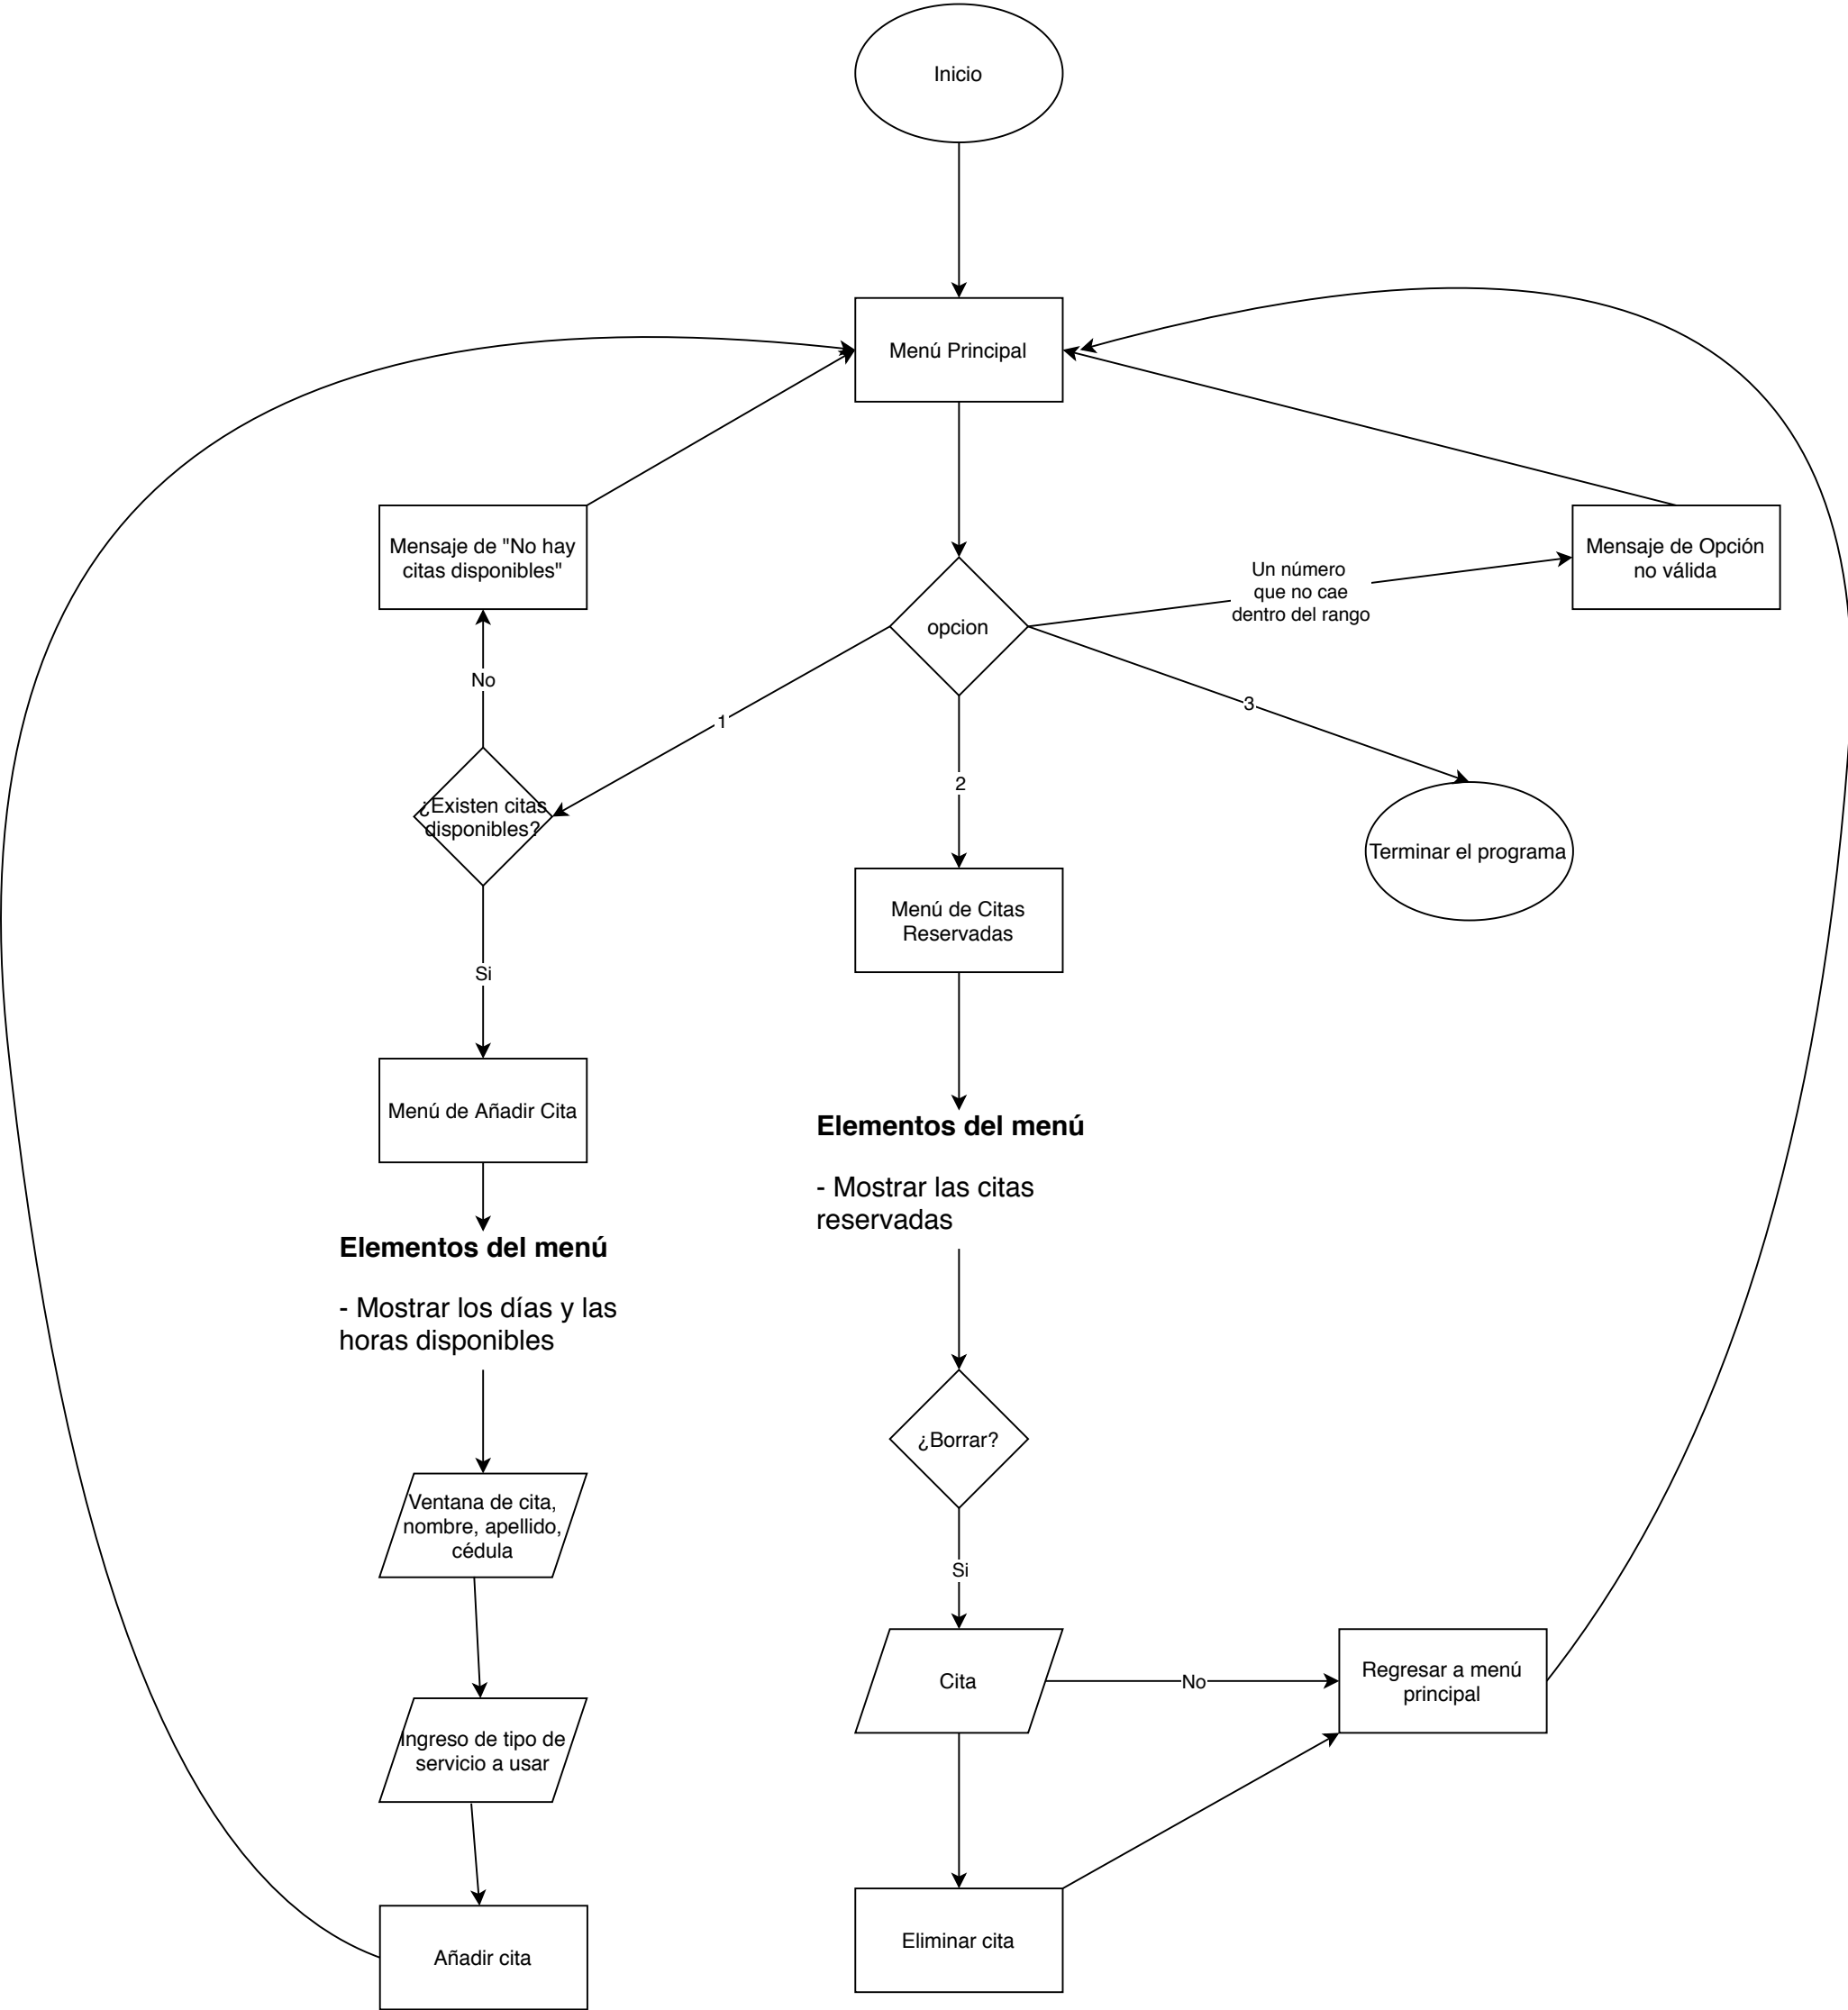 Inicio
Menú Principal
Mensaje de "No hay
citas disponibles"
Un número
que no cae
dentro del rango
Mensaje de Opción
no válida
opcion
No
1
3
2
¿Existen citas
disponibles?
Terminar el programa
Menú de Citas
Reservadas
Si
Menú de Añadir Cita
Elementos del menú
- Mostrar las citas
reservadas
Elementos del menú
- Mostrar los días y las
horas disponibles
¿Borrar?
Ventana de cita,
nombre, apellido,
cédula
Si
Cita
No
Regresar a menú
principal
Ingreso de tipo de
servicio a usar
Eliminar cita
Añadir cita